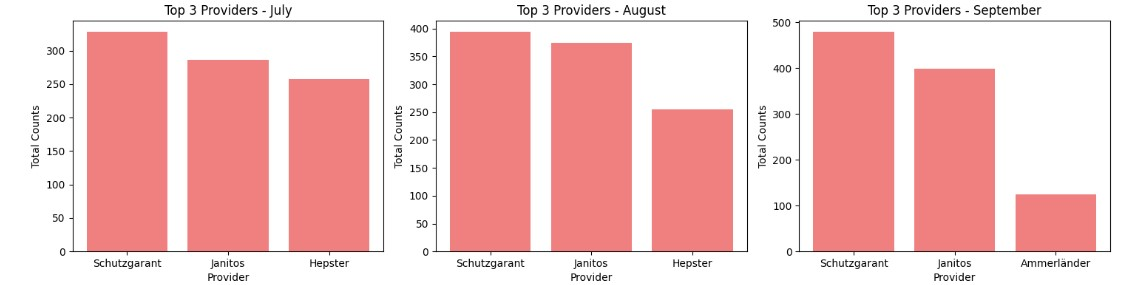 Top 3 Providers - July
Total Counts
300
250
200
150
100
50
0
Schutzgarant Janitos Hepster
Provider
Top 3 Providers - August
Total Counts
400
350
300
250
200
150
100
50
0
Schutzgarant Janitos Hepster
Provider
Top 3 Providers - September
Total Counts
500
400
300
200
100
0
Schutzgarant Janitos Ammerländer
Provider